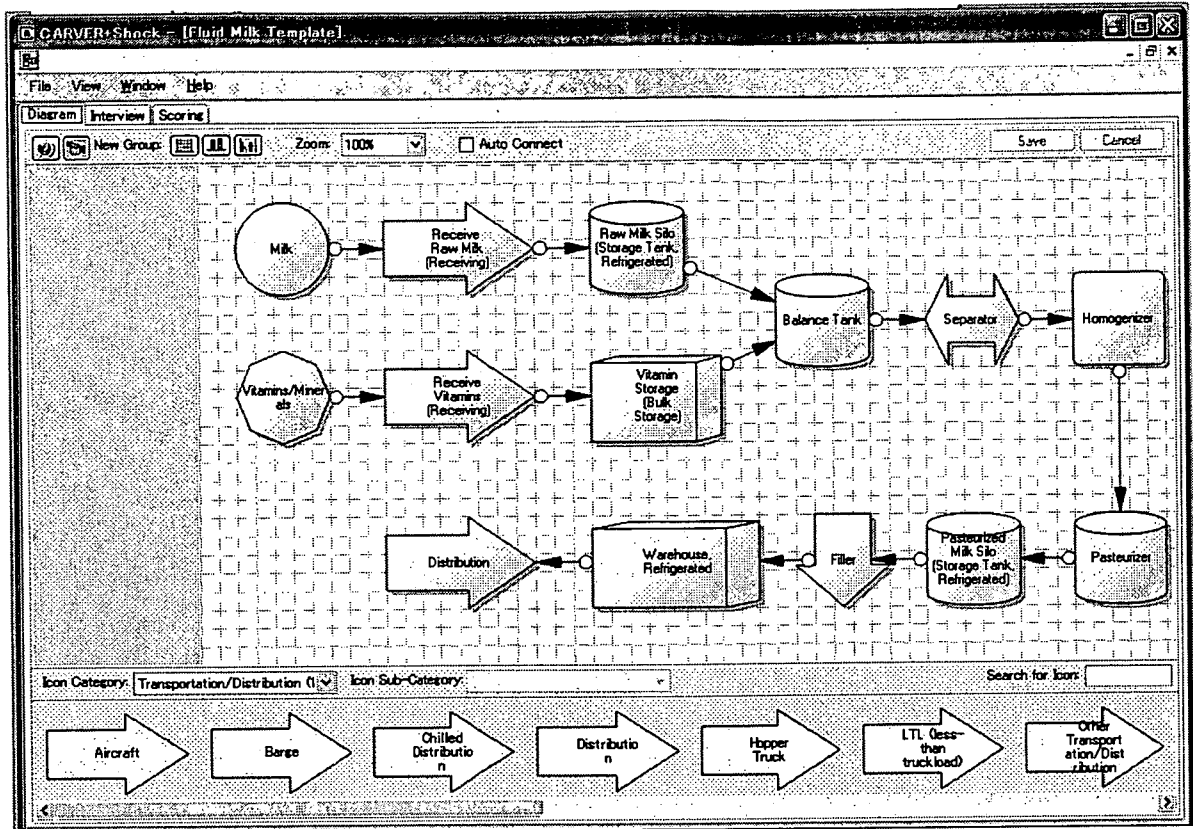 CARVER+Shock - [Fluid Milk Template]
File View Window Help
Diagram Interview Scoring
New Group: Zoom: 100% Auto Connect Save Cancel
Milk
Receive
Raw Milk
(Receiving)
Raw Milk Silo
(Storage Tank,
Refrigerated)
Balance Tank
Separator
Homogenizer
Vitamins/Miner
als
Receive
Vitamins
(Receiving)
Vitamin
Storage
(Bulk
Storage)
Distribution
Warehouse,
Refrigerated
Filler
Pasteurized
Milk Silo
(Storage Tank,
Refrigerated)
Pasteurizer
Icon Category: Transportation/Distribution (1 Icon Sub-Category: Search for Icon:
Aircraft
Barge
Chilled
Distributio
n
Distributio
n
Hopper
Truck
LTL (less-
than
truckload)
Other
Transport
ation/Dist
ribution